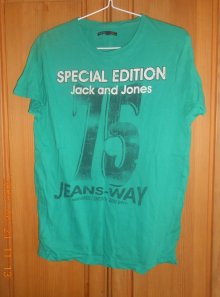 SPECIAL EDITION
Jack and Jones
75
JEANS-WAY